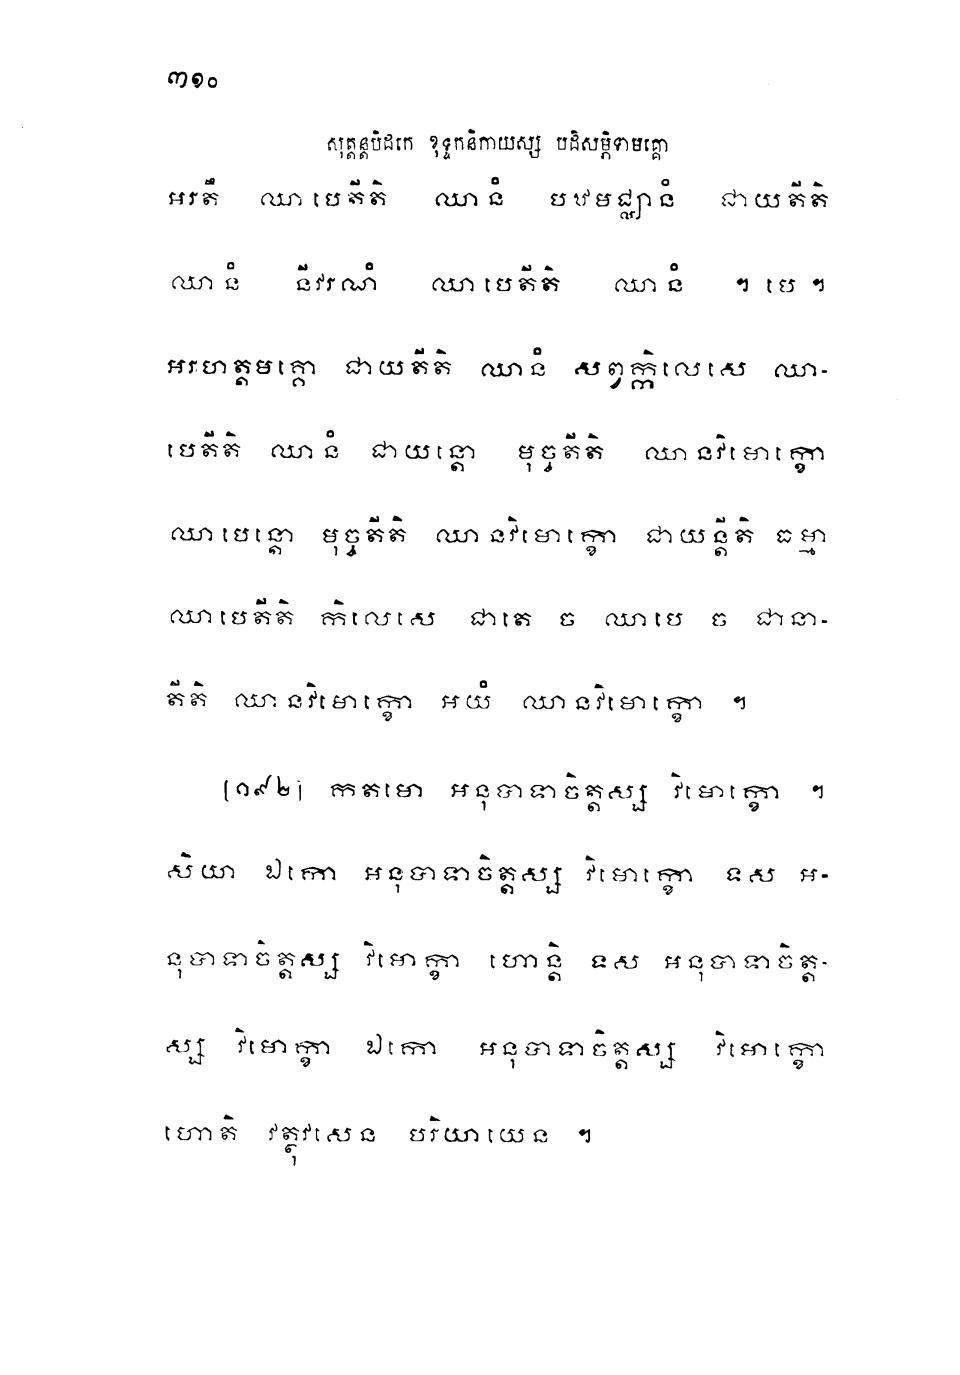 ៣១០
សុត្តន្តបិដកេ ខុទ្ទកនិកាយស្ស បដិសម្ភិទាមគ្គោ
អរតឹ ឈាបេតីតិ ឈានំ បឋមជ្ឈានំ ជាយតីតិ
ឈានំ នីវរណំ ឈាបេតីតិ ឈានំ ។ បេ ។
អរហត្តមគ្គោ ជាយតីតិ ឈានំ សព្វក្កិលេសេ ឈា-
បេតីតិ ឈានំ ជាយន្តោ មុច្ចតីតិ ឈានវិមោក្ខោ
ឈាបេន្តោ មុច្ចតីតិ ឈានវិមោក្ខោ ជាយន្តីតិ ធម្មា
ឈាបេតីតិ កិលេសេ ជាតេ ច ឈាបេ ច ជានា-
តីតិ ឈានវិមោក្ខោ អយំ ឈានវិមោក្ខោ ។
[១៩២] កតមោ អនុបាទាចិត្តស្ស វិមោក្ខោ ។
សិយា ឯកោ អនុបាទាចិត្តស្ស វិមោក្ខោ ទស អ-
នុបាទាចិត្តស្ស វិមោក្ខា ហោន្តិ ទស អនុបាទាចិត្ត-
ស្ស វិមោក្ខា ឯកោ អនុបាទាចិត្តស្ស វិមោក្ខោ
ហោតិ វត្ថុវសេន បរិយាយេន ។